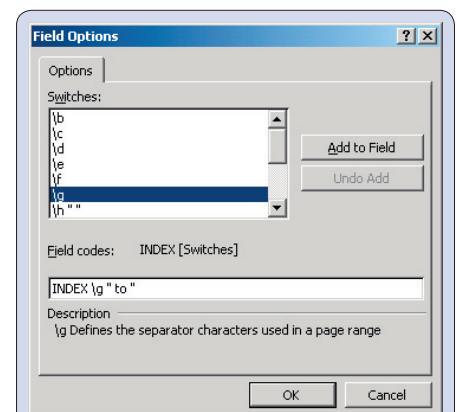 Field Options
Options
Switches:
\b
\c
\d
\e
\f
\g
\h " "
Add to Field
Undo Add
Field codes: INDEX [Switches]
INDEX \g " to "
Description
\g Defines the separator characters used in a page range
OK Cancel